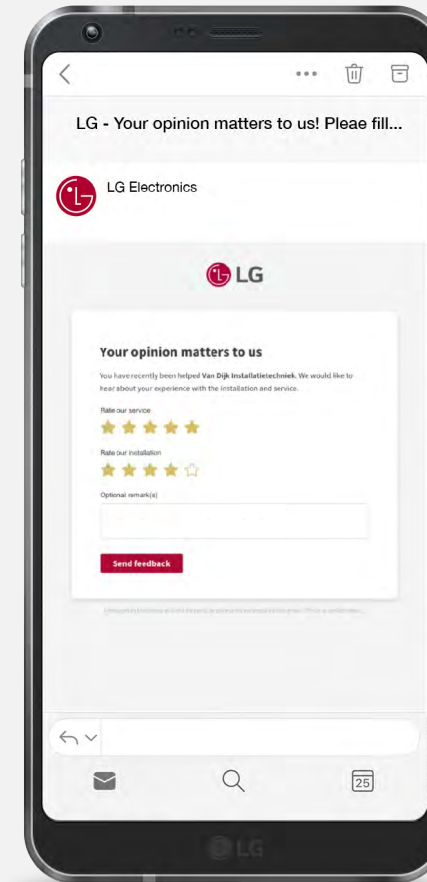 LG - Your opinion matters to us! Pleae fill...
LG Electronics
LG
Your opinion matters to us
You have recently been helped Van Dijk Installatietechniek. We would like to
hear about your experience with the installation and service.
Rate our service
Rate our installation
Optional remark(s)
Send feedback
25
LG